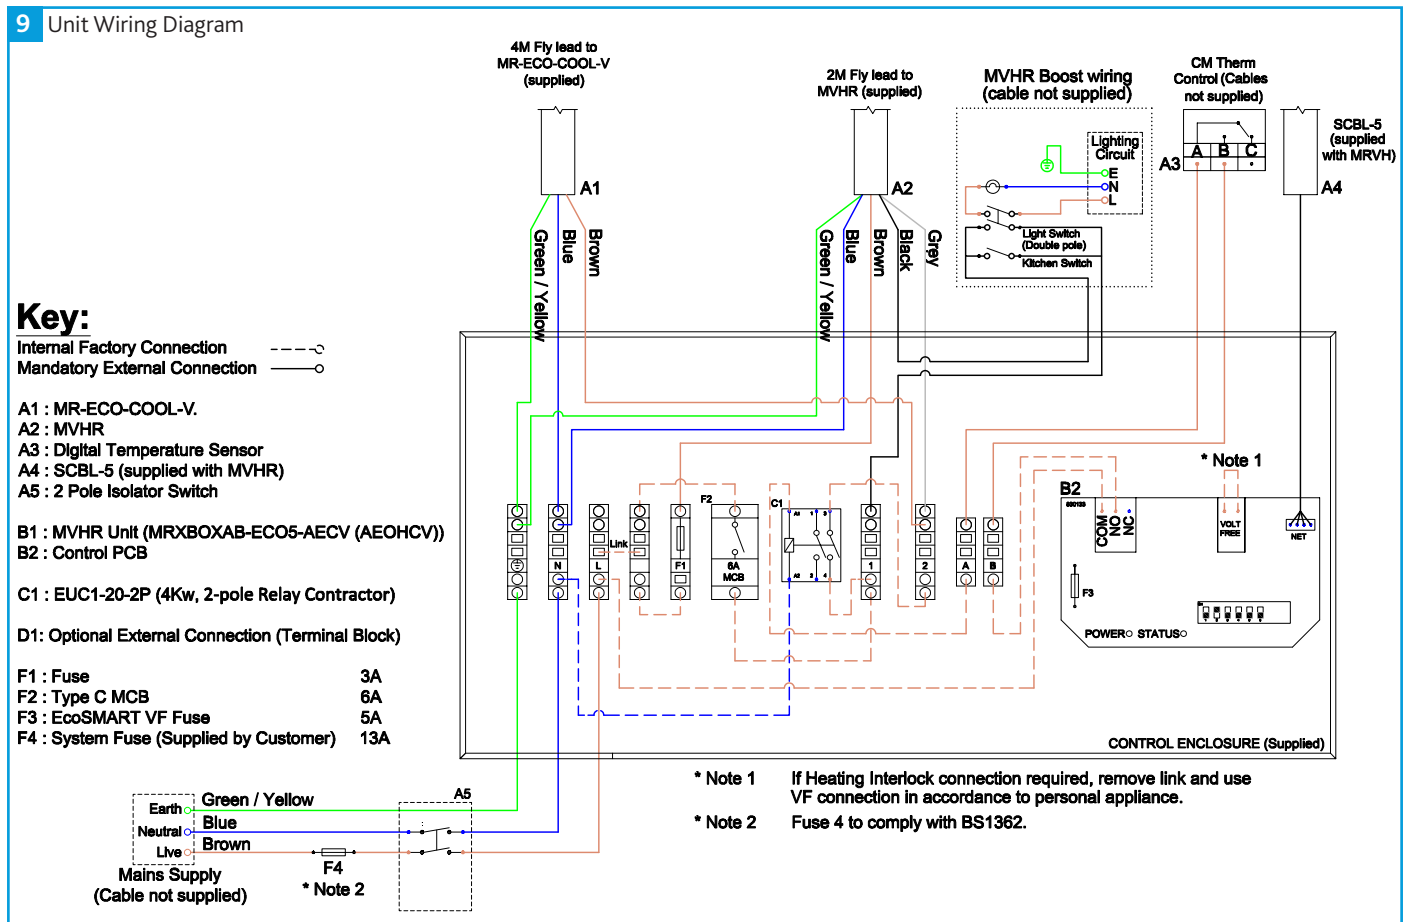 9 Unit Wiring Diagram
4M Fly lead to
MR-ECO-COOL-V
(supplied)
2M Fly lead to
MVHR (supplied)
MVHR Boost wiring
(cable not supplied)
CM Therm
Control (Cables
not supplied)
SCBL-5
(supplied
with MRVH)
A1
A2
A3
A4
A B C
Lighting
Circuit
E
N
L
Light Switch
(Double pole)
Kitchen Switch
Green / Yellow
Blue
Brown
Green / Yellow
Blue
Brown
Black
Grey
Key:
Internal Factory Connection
Mandatory External Connection
A1 : MR-ECO-COOL-V.
A2 : MVHR
A3 : Digital Temperature Sensor
A4 : SCBL-5 (supplied with MVHR)
A5 : 2 Pole Isolator Switch
B1 : MVHR Unit (MRXBOXAB-ECO5-AECV (AEOHCV))
B2 : Control PCB
C1 : EUC1-20-2P (4Kw, 2-pole Relay Contractor)
D1: Optional External Connection (Terminal Block)
F1 : Fuse 3A
F2 : Type C MCB 6A
F3 : EcoSMART VF Fuse 5A
F4 : System Fuse (Supplied by Customer) 13A
N
L
Link
F1
F2
6A
MCB
C1
A1 1 3
A2 2 4
1
2
A
B
* Note 1
B2
COM
NO
NC
VOLT
FREE
NET
F3
POWER STATUS
CONTROL ENCLOSURE (Supplied)
* Note 1 If Heating Interlock connection required, remove link and use
VF connection in accordance to personal appliance.
* Note 2 Fuse 4 to comply with BS1362.
Earth
Neutral
Live
Green / Yellow
Blue
Brown
A5
F4
* Note 2
Mains Supply
(Cable not supplied)